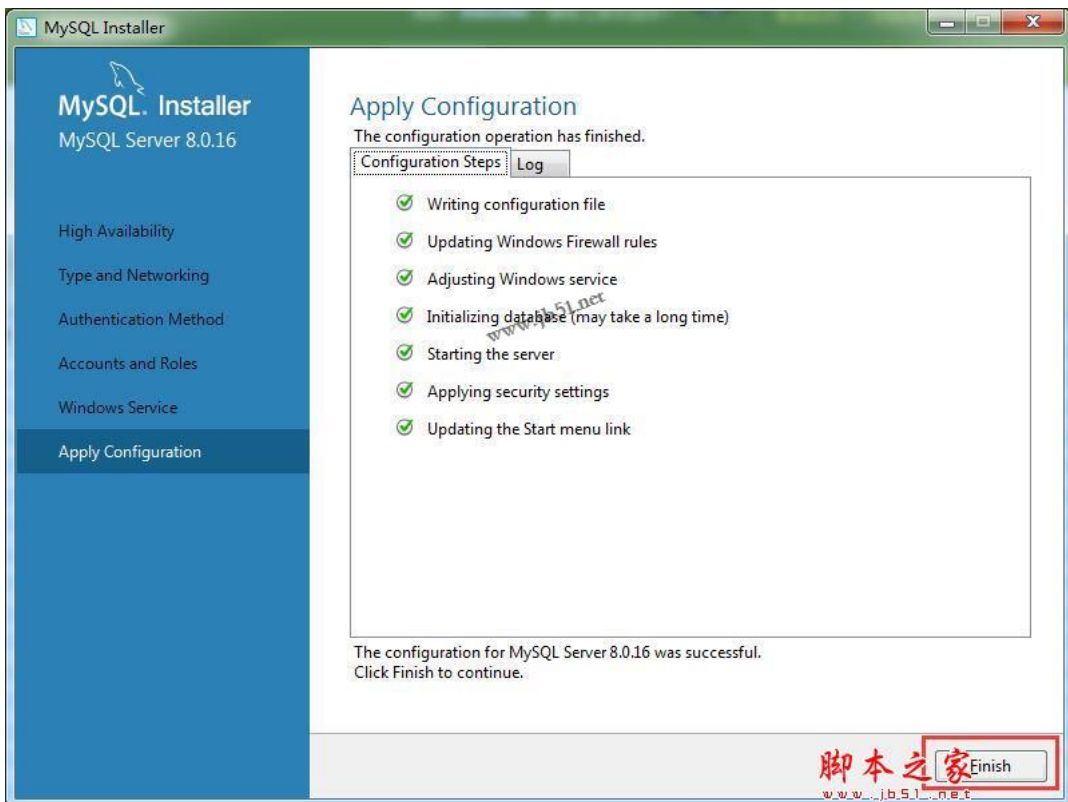 MySQL Installer
MySQL. Installer
MySQL Server 8.0.16
High Availability
Type and Networking
Authentication Method
Accounts and Roles
Windows Service
Apply Configuration
Apply Configuration
The configuration operation has finished.
Configuration Steps
Log
Writing configuration file
Updating Windows Firewall rules
Adjusting Windows service
Initializing database (may take a long time)
www.jb51.net
Starting the server
Applying security settings
Updating the Start menu link
The configuration for MySQL Server 8.0.16 was successful.
Click Finish to continue.
脚本之家
Finish
www.jb51.net